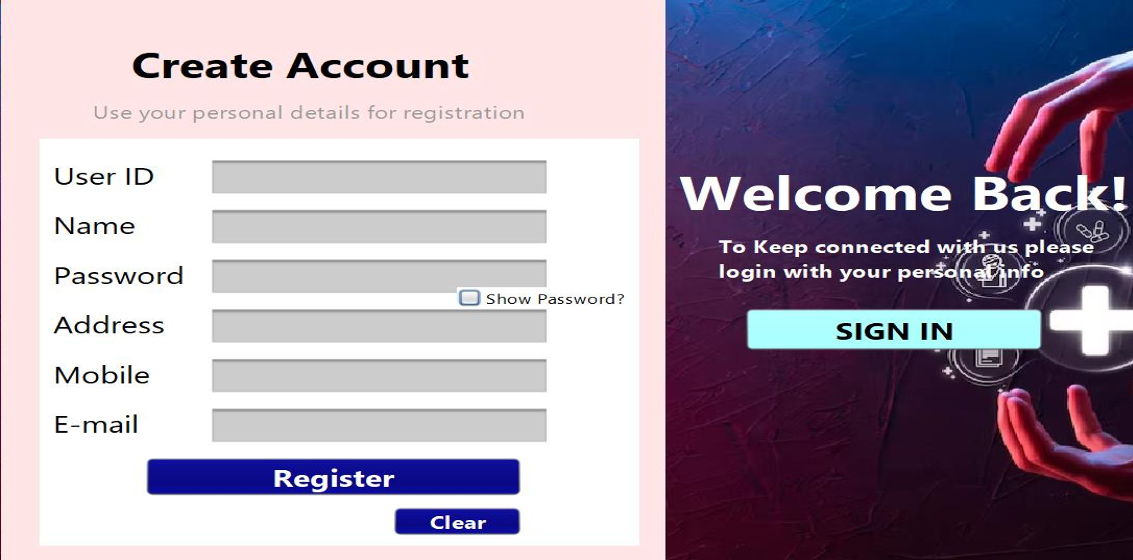 Create Account
Use your personal details for registration
User ID
Name
Password
Show Password?
Address
Mobile
E-mail
Register
Clear
Welcome Back!
To Keep connected with us please
login with your personal info
SIGN IN